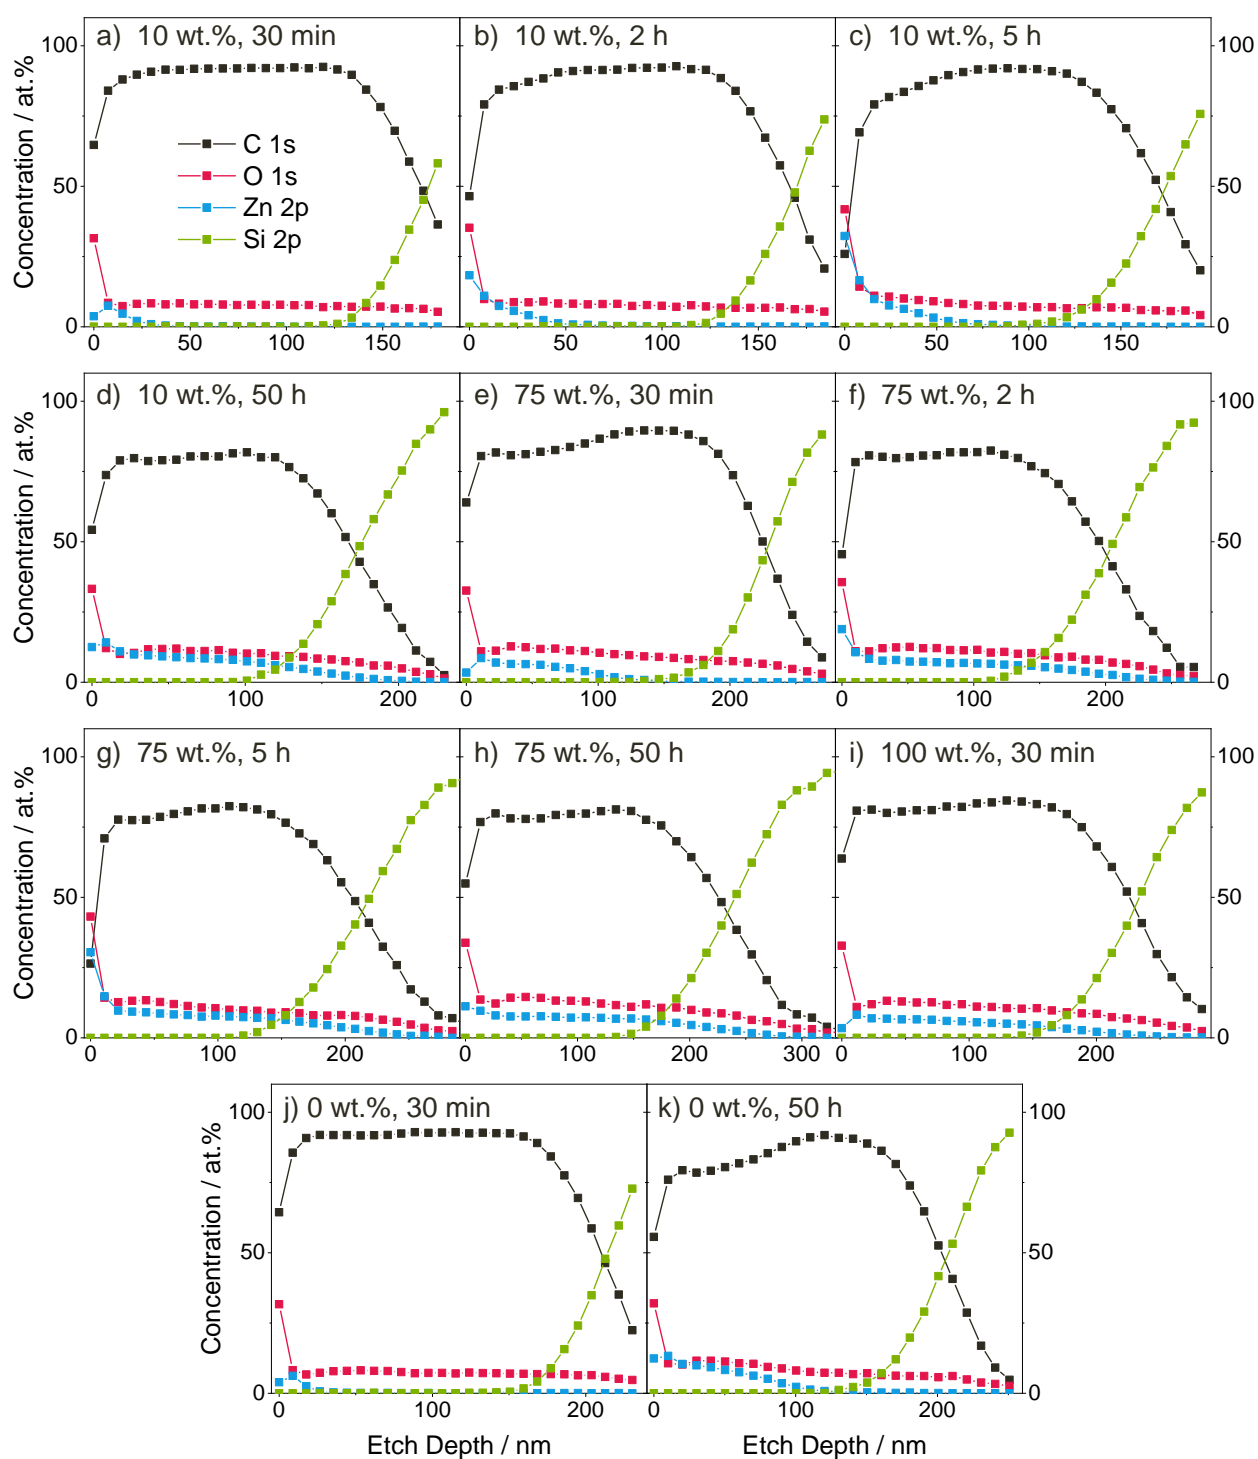 a) 10 wt.%, 30 min
b) 10 wt.%, 2 h
c) 10 wt.%, 5 h
100
50
0
Concentration / at.%
C 1s
O 1s
Zn 2p
Si 2p
100
50
0
0 50 100 150
0 50 100 150
0 50 100 150
d) 10 wt.%, 50 h
e) 75 wt.%, 30 min
f) 75 wt.%, 2 h
100
50
0
Concentration / at.%
100
50
0
0 100 200
0 100 200
0 100 200
g) 75 wt.%, 5 h
h) 75 wt.%, 50 h
i) 100 wt.%, 30 min
100
50
0
Concentration / at.%
100
50
0
0 100 200
0 100 200 300
0 100 200
j) 0 wt.%, 30 min
k) 0 wt.%, 50 h
100
50
0
Concentration / at.%
100
50
0
0 100 200
0 50 100 150 200 250
Etch Depth / nm
Etch Depth / nm